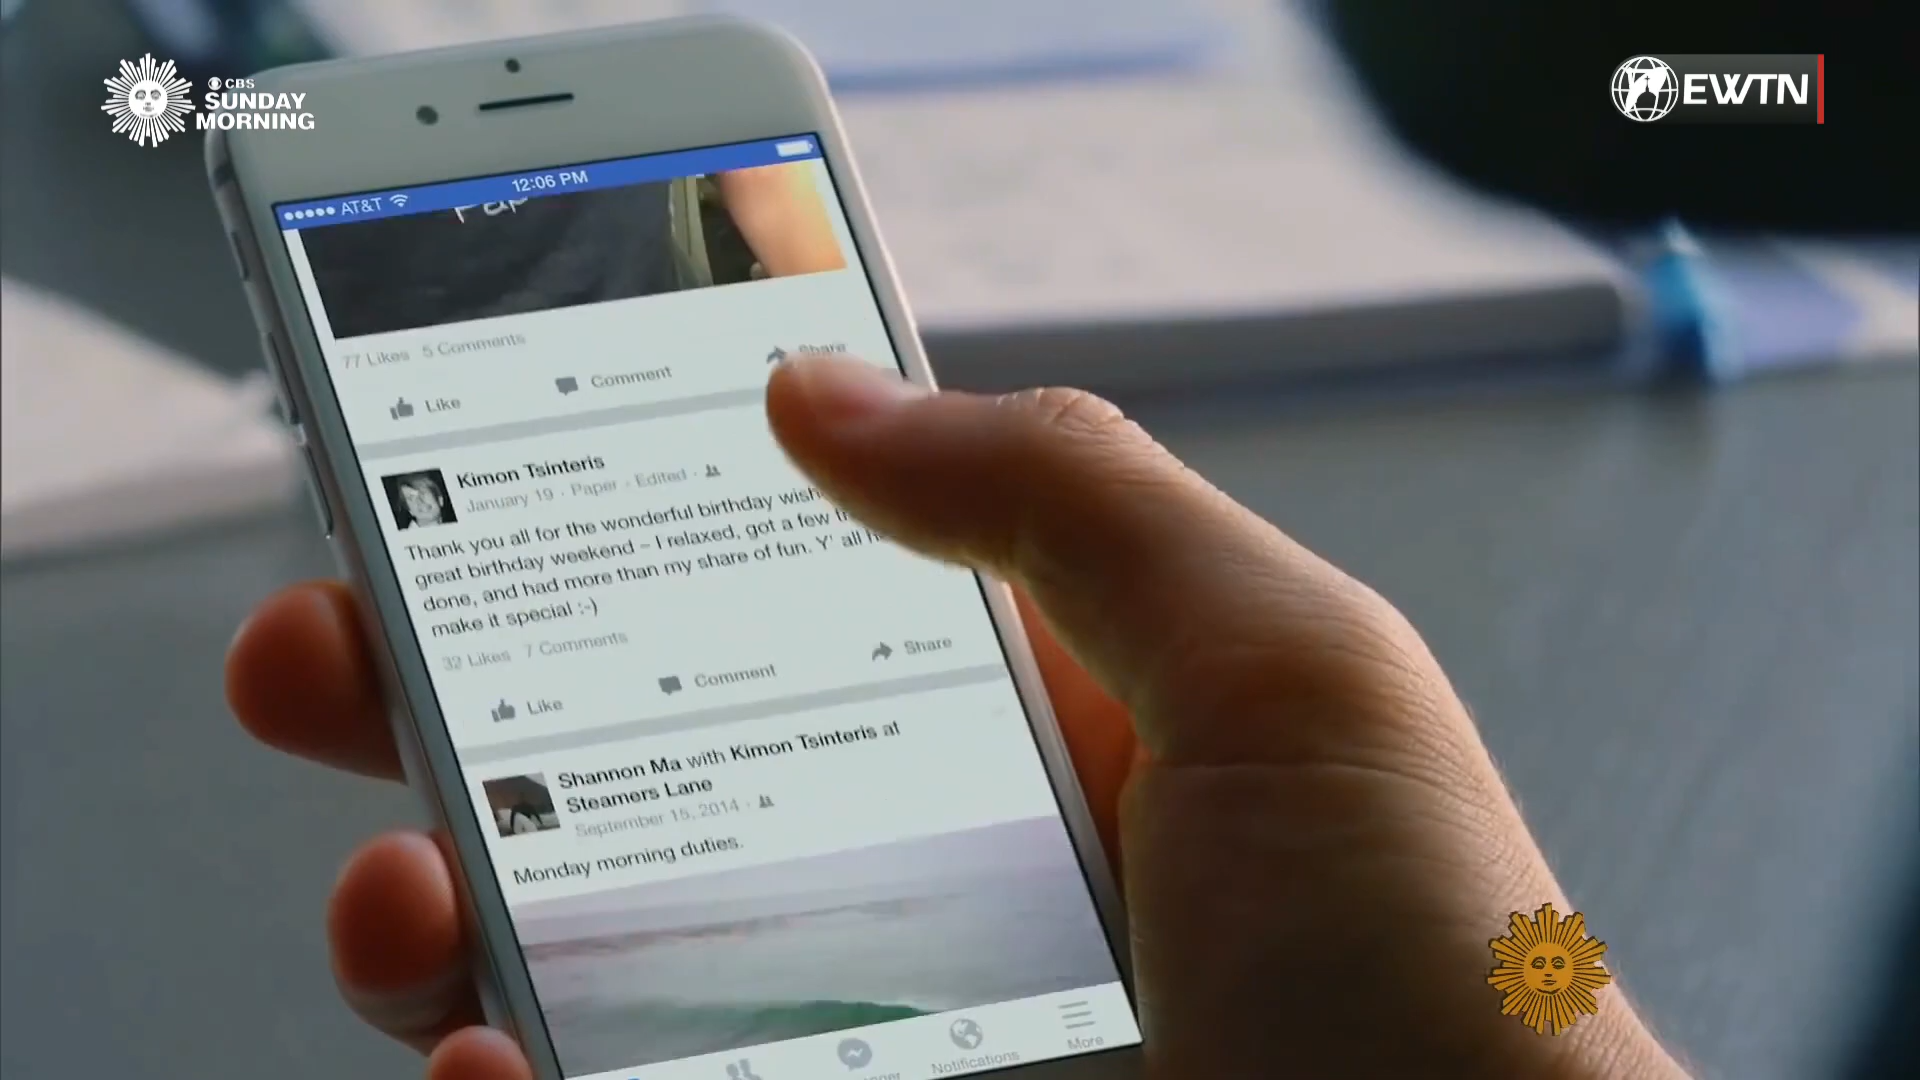 CBS
SUNDAY
MORNING
EWTN
AT&T
12:06 PM
Pap
77 Likes 5 Comments
Like
Comment
Share
Kimon Tsinteris
January 19 · Paper · Edited ·
Thank you all for the wonderful birthday wish
great birthday weekend – I relaxed, got a few
done, and had more than my share of fun. Y' all
make it special :-)
32 Likes 7 Comments
Like
Comment
Share
Shannon Ma with Kimon Tsinteris at
Steamers Lane
September 15, 2014 ·
Monday morning duties.
Notifications
More